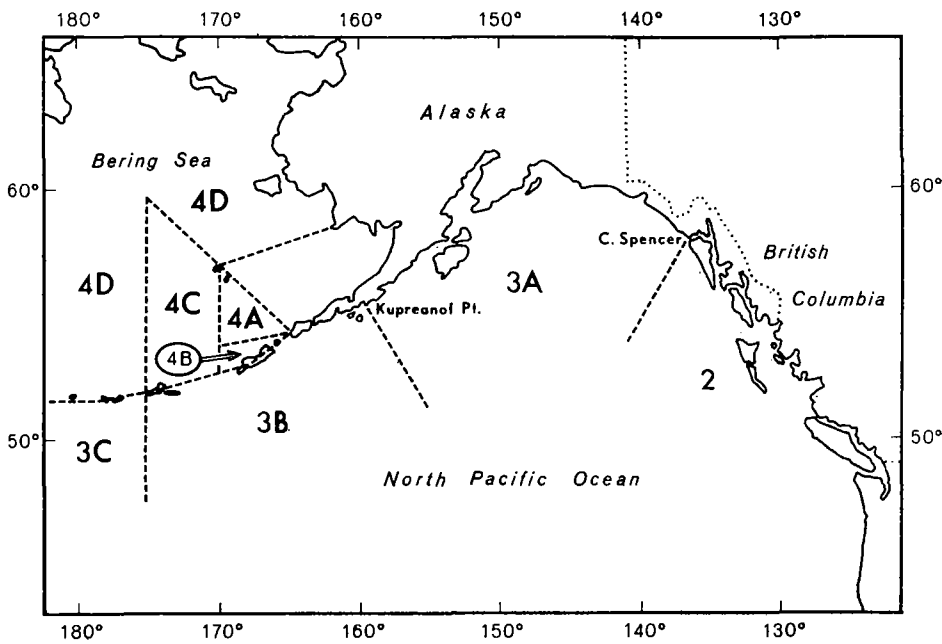 180° 170° 160° 150° 140° 130°
Alaska
Bering Sea
60° 4D 60°
C. Spencer
British
4D 4C 4A 3A
Columbia
Kupreanof Pt.
4B
2
3B
50° 3C 50°
North Pacific Ocean
180° 170° 160° 150° 140° 130°